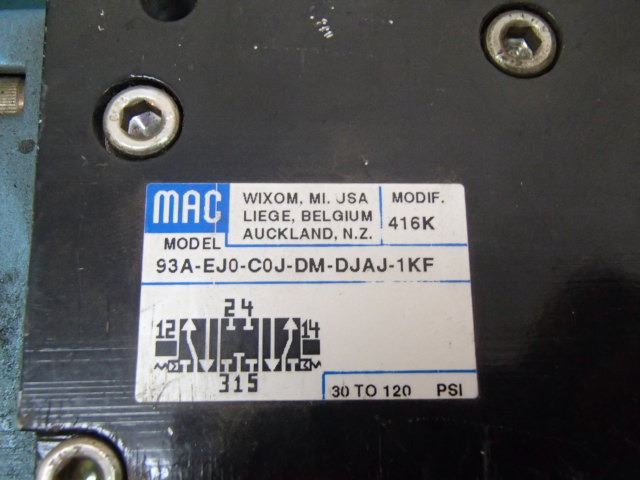 MAC
WIXOM, MI. USA
LIEGE, BELGIUM
AUCKLAND, N.Z.
MODIF.
416K
MODEL
93A-EJ0-C0J-DM-DJAJ-1KF
24
12
14
315
30 TO 120 PSI